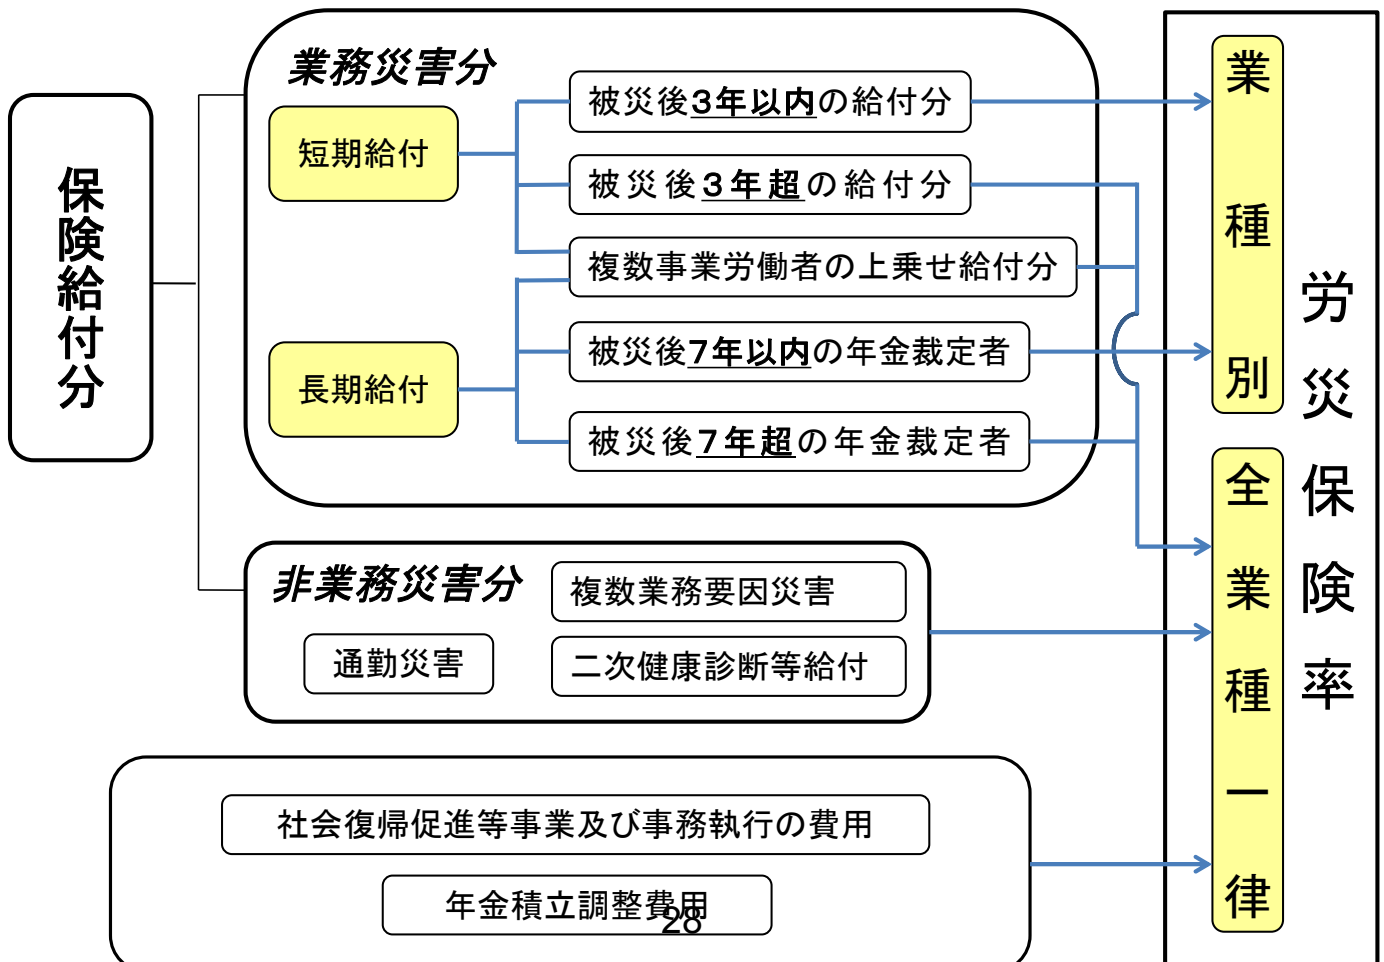 保険給付分
業務災害分
短期給付
被災後3年以内の給付分
被災後3年超の給付分
複数事業労働者の上乗せ給付分
長期給付
被災後7年以内の年金裁定者
被災後7年超の年金裁定者
非業務災害分
複数業務要因災害
通勤災害
二次健康診断等給付
社会復帰促進等事業及び事務執行の費用
年金積立調整費用
28
業種別
全業種一律
労災保険率